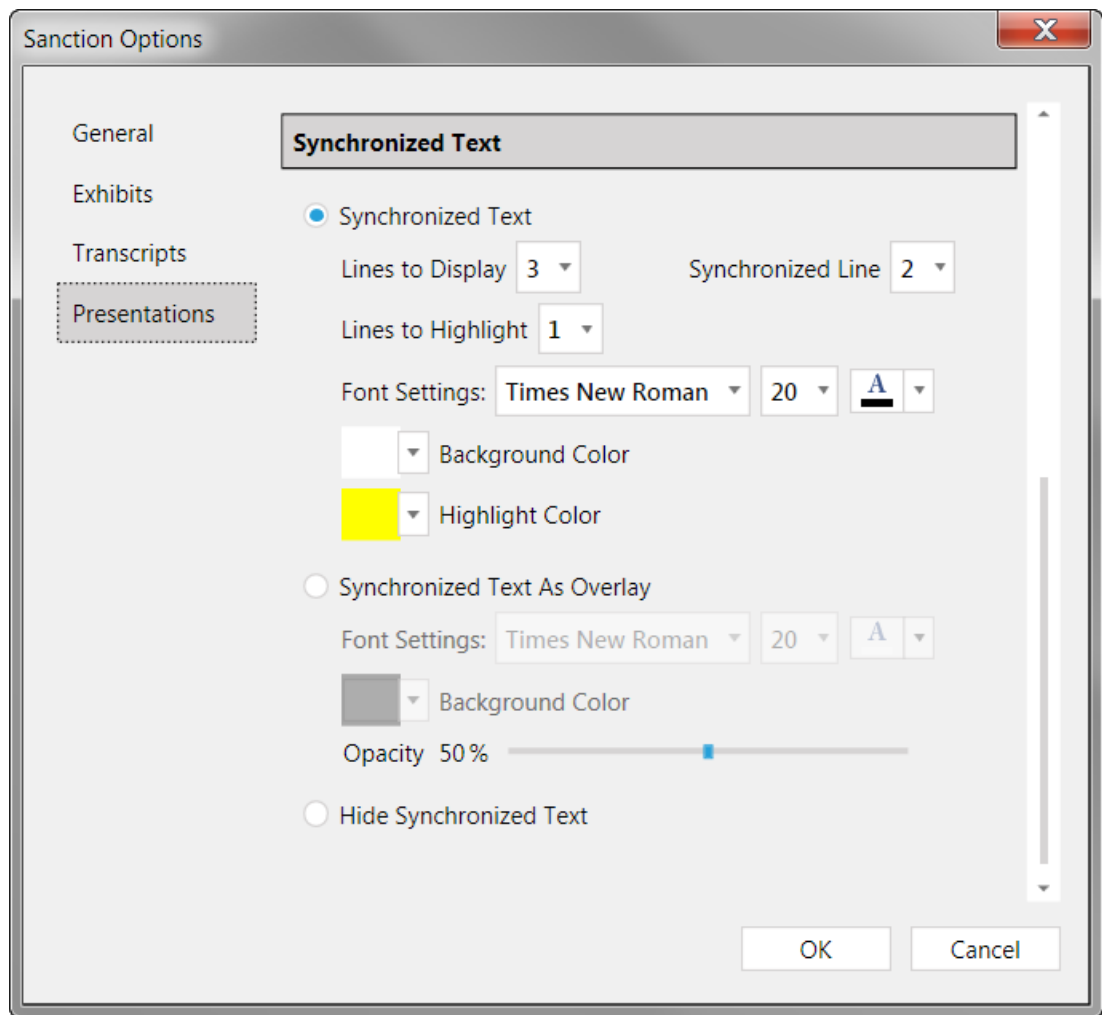 Sanction Options
General
Exhibits
Transcripts
Presentations
Synchronized Text
Synchronized Text
Lines to Display 3 Synchronized Line 2
Lines to Highlight 1
Font Settings: Times New Roman 20 A
Background Color
Highlight Color
Synchronized Text As Overlay
Font Settings: Times New Roman 20 A
Background Color
Opacity 50 %
Hide Synchronized Text
OK Cancel